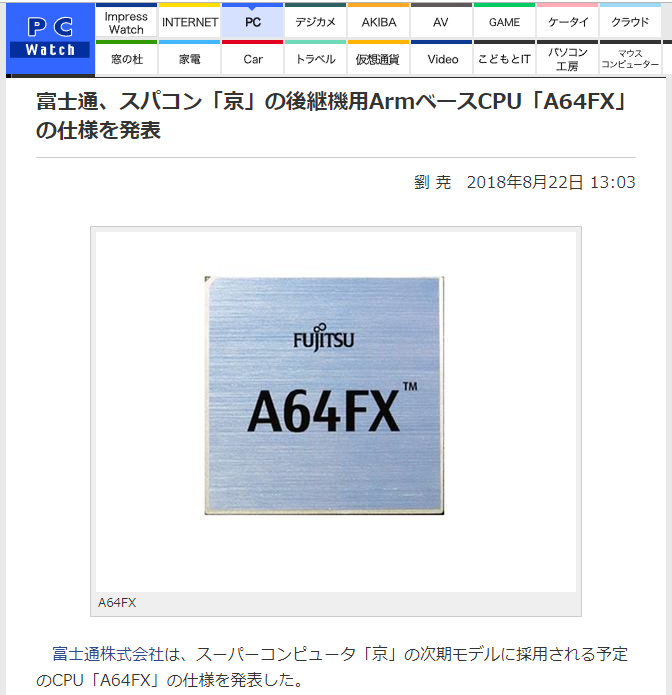 PC
Watch
Impress
Watch
INTERNET
PC
デジカメ
AKIBA
AV
GAME
ケータイ
クラウド
窓の杜
家電
Car
トラベル
仮想通貨
Video
こどもとIT
パソコン
工房
マウス
コンピューター
富士通、スパコン「京」の後継機用ArmベースCPU「A64FX」
の仕様を発表
劉 尭 2018年8月22日 13:03
FUJITSU
A64FX™
A64FX
富士通株式会社は、スーパーコンピュータ「京」の次期モデルに採用される予定
のCPU「A64FX」の仕様を発表した。